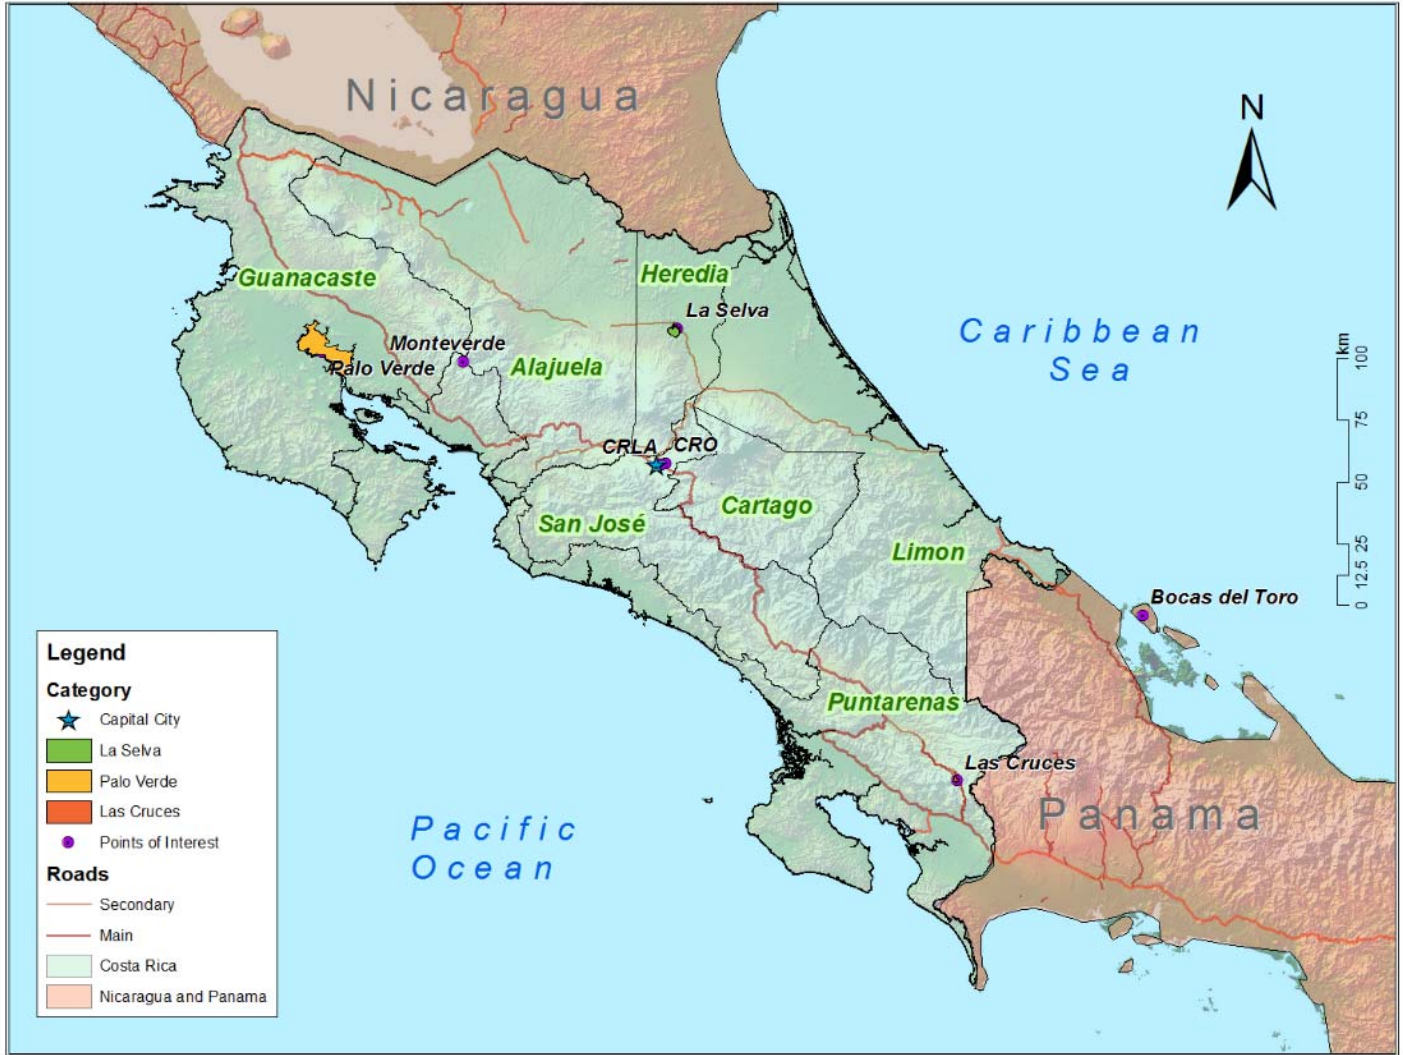 Nicaragua
N
Guanacaste
Heredia
La Selva
Caribbean
Sea
Monteverde
Palo Verde
Alajuela
km
100
75
50
25
12.5
0
CRLA
CRO
Cartago
San José
Limon
Bocas del Toro
Puntarenas
Las Cruces
Panama
Pacific
Ocean
Legend
Category
Capital City
La Selva
Palo Verde
Las Cruces
Points of Interest
Roads
Secondary
Main
Costa Rica
Nicaragua and Panama